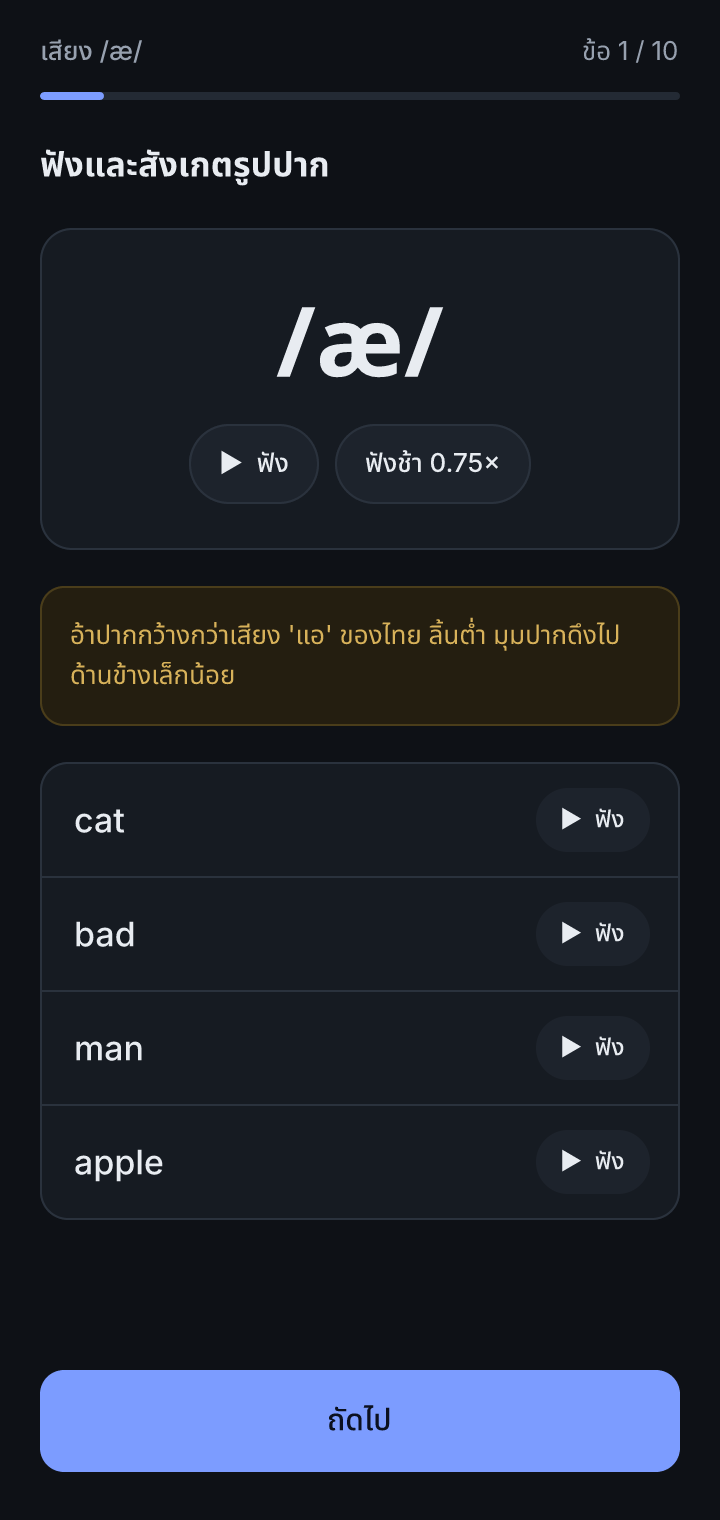 เสียง /æ/
ข้อ 1 / 10
ฟังและสังเกตรูปปาก
/æ/
▶ ฟัง
ฟังช้า 0.75×
อ้าปากกว้างกว่าเสียง 'แอ' ของไทย ลิ้นต่ำ มุมปากดึงไป
ด้านข้างเล็กน้อย
cat ▶ ฟัง
bad ▶ ฟัง
man ▶ ฟัง
apple ▶ ฟัง
ถัดไป